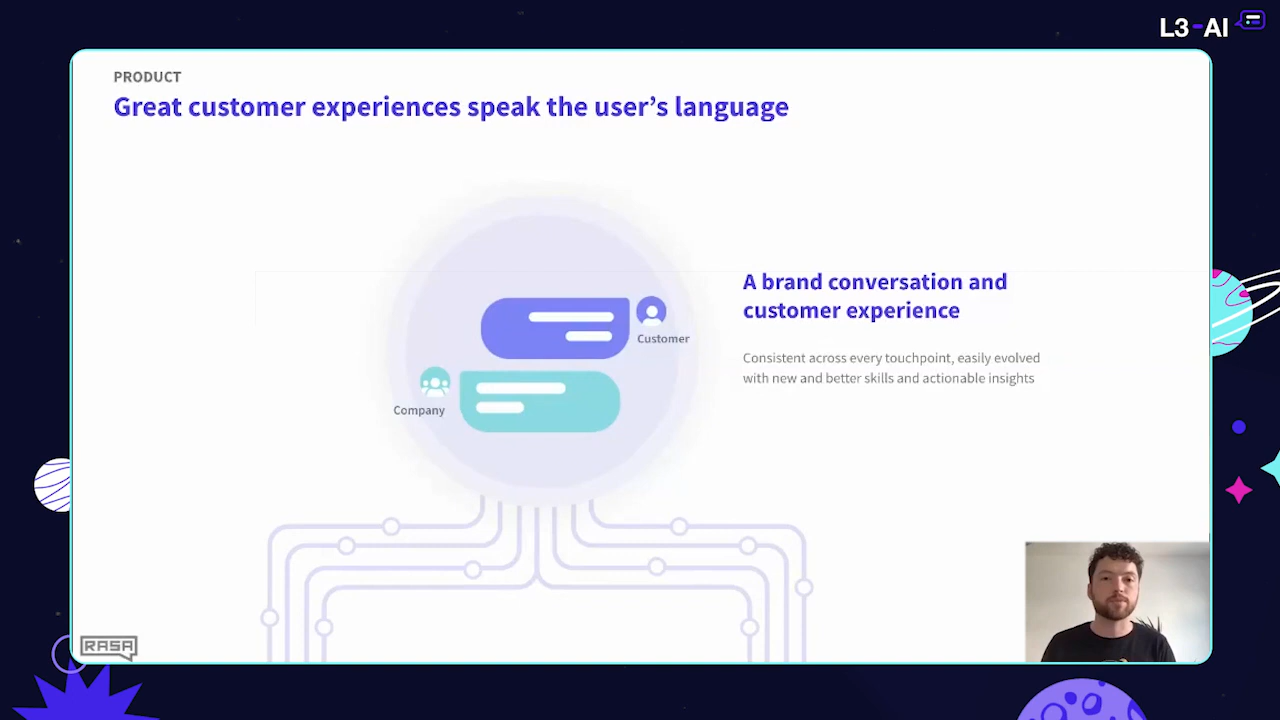 L3-AI
PRODUCT
Great customer experiences speak the user’s language
A brand conversation and
customer experience
Customer
Consistent across every touchpoint, easily evolved
with new and better skills and actionable insights
Company
RASA